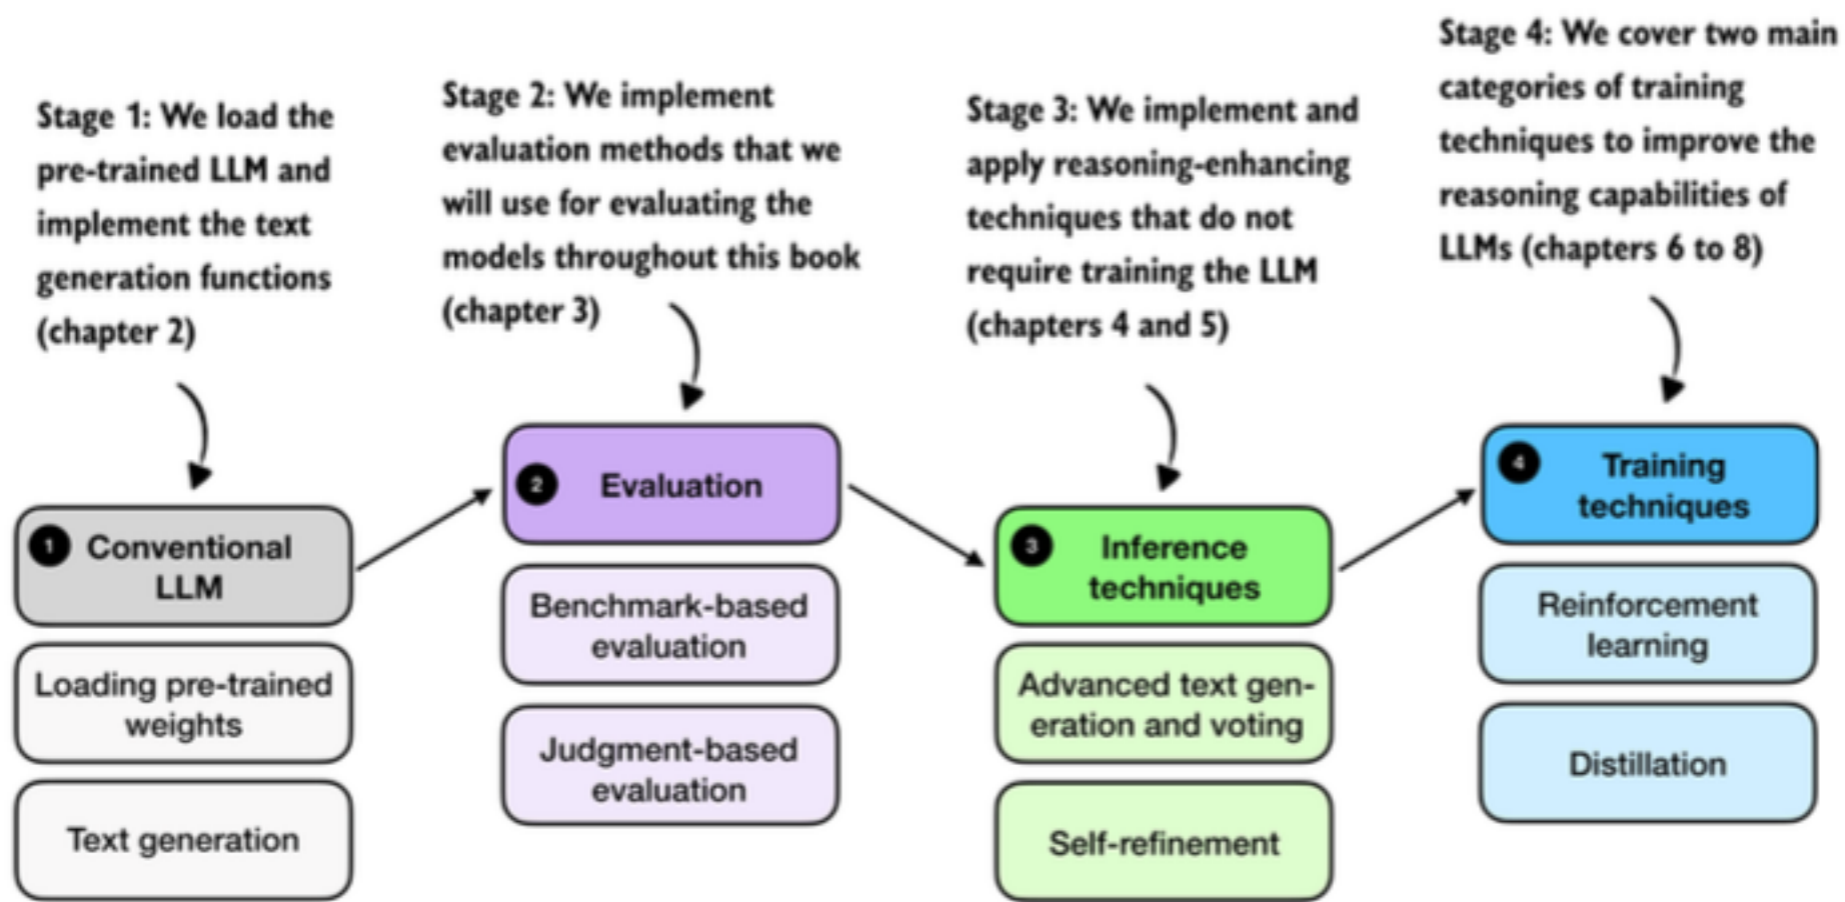 Stage 1: We load the
pre-trained LLM and
implement the text
generation functions
(chapter 2)
Stage 2: We implement
evaluation methods that we
will use for evaluating the
models throughout this book
(chapter 3)
Stage 3: We implement and
apply reasoning-enhancing
techniques that do not
require training the LLM
(chapters 4 and 5)
Stage 4: We cover two main
categories of training
techniques to improve the
reasoning capabilities of
LLMs (chapters 6 to 8)
1 Conventional
LLM
Loading pre-trained
weights
Text generation
2 Evaluation
Benchmark-based
evaluation
Judgment-based
evaluation
3 Inference
techniques
Advanced text gen-
eration and voting
Self-refinement
4 Training
techniques
Reinforcement
learning
Distillation